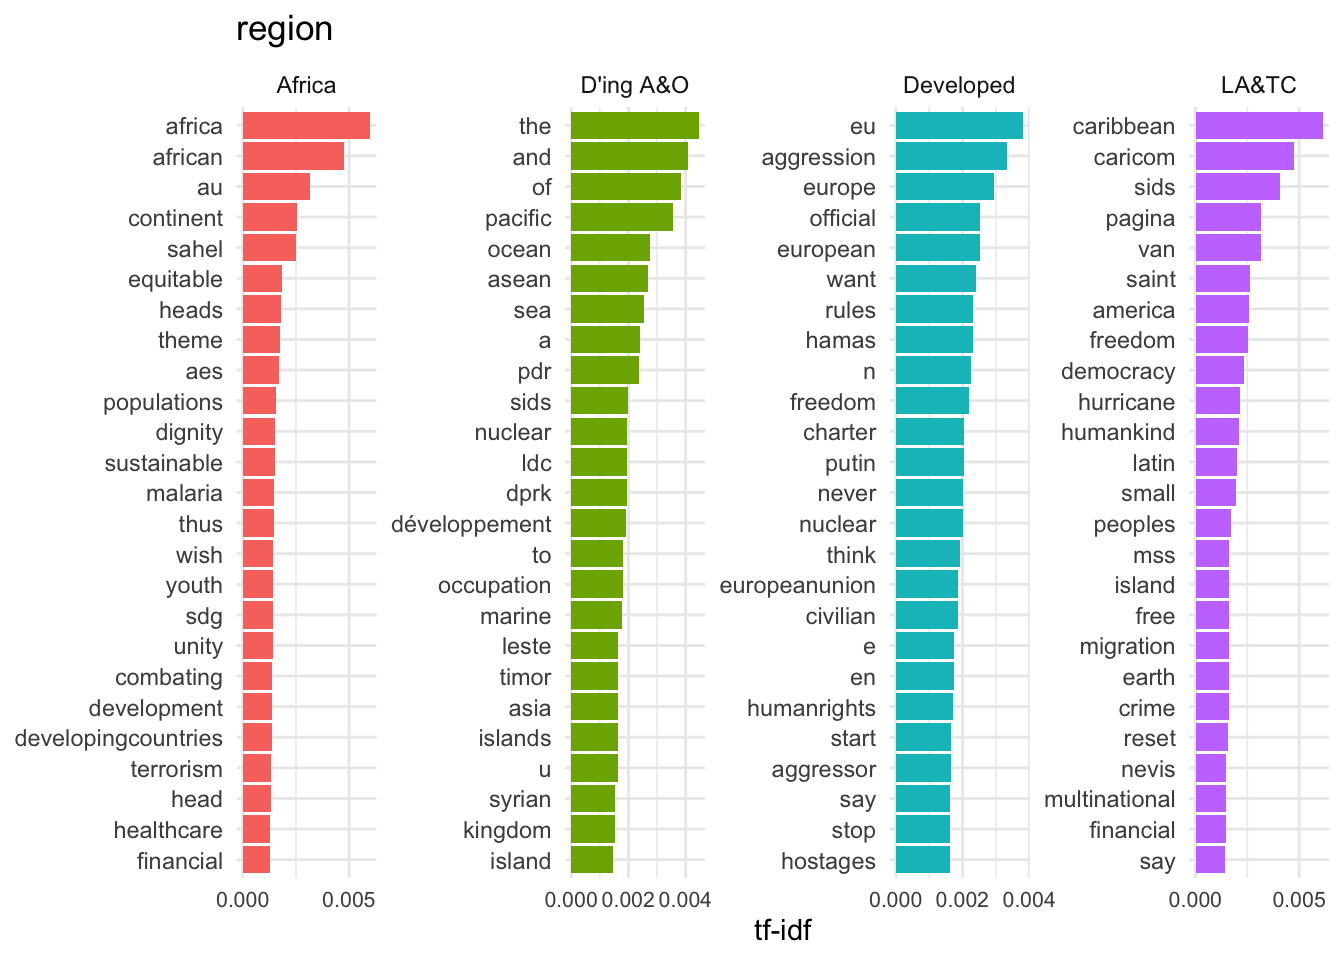 region
Africa
africa
african
au
continent
sahel
equitable
heads
theme
aes
populations
dignity
sustainable
malaria
thus
wish
youth
sdg
unity
combating
development
developingcountries
terrorism
head
healthcare
financial
0.000 0.005
D'ing A&O
the
and
of
pacific
ocean
asean
sea
a
pdr
sids
nuclear
ldc
dprk
développement
to
occupation
marine
leste
timor
asia
islands
u
syrian
kingdom
island
0.000 0.002 0.004
Developed
eu
aggression
europe
official
european
want
rules
hamas
n
freedom
charter
putin
never
nuclear
think
europeanunion
civilian
e
en
humanrights
start
aggressor
say
stop
hostages
0.000 0.002 0.004
LA&TC
caribbean
caricom
sids
pagina
van
saint
america
freedom
democracy
hurricane
humankind
latin
small
peoples
mss
island
free
migration
earth
crime
reset
nevis
multinational
financial
say
0.000 0.005
tf-idf